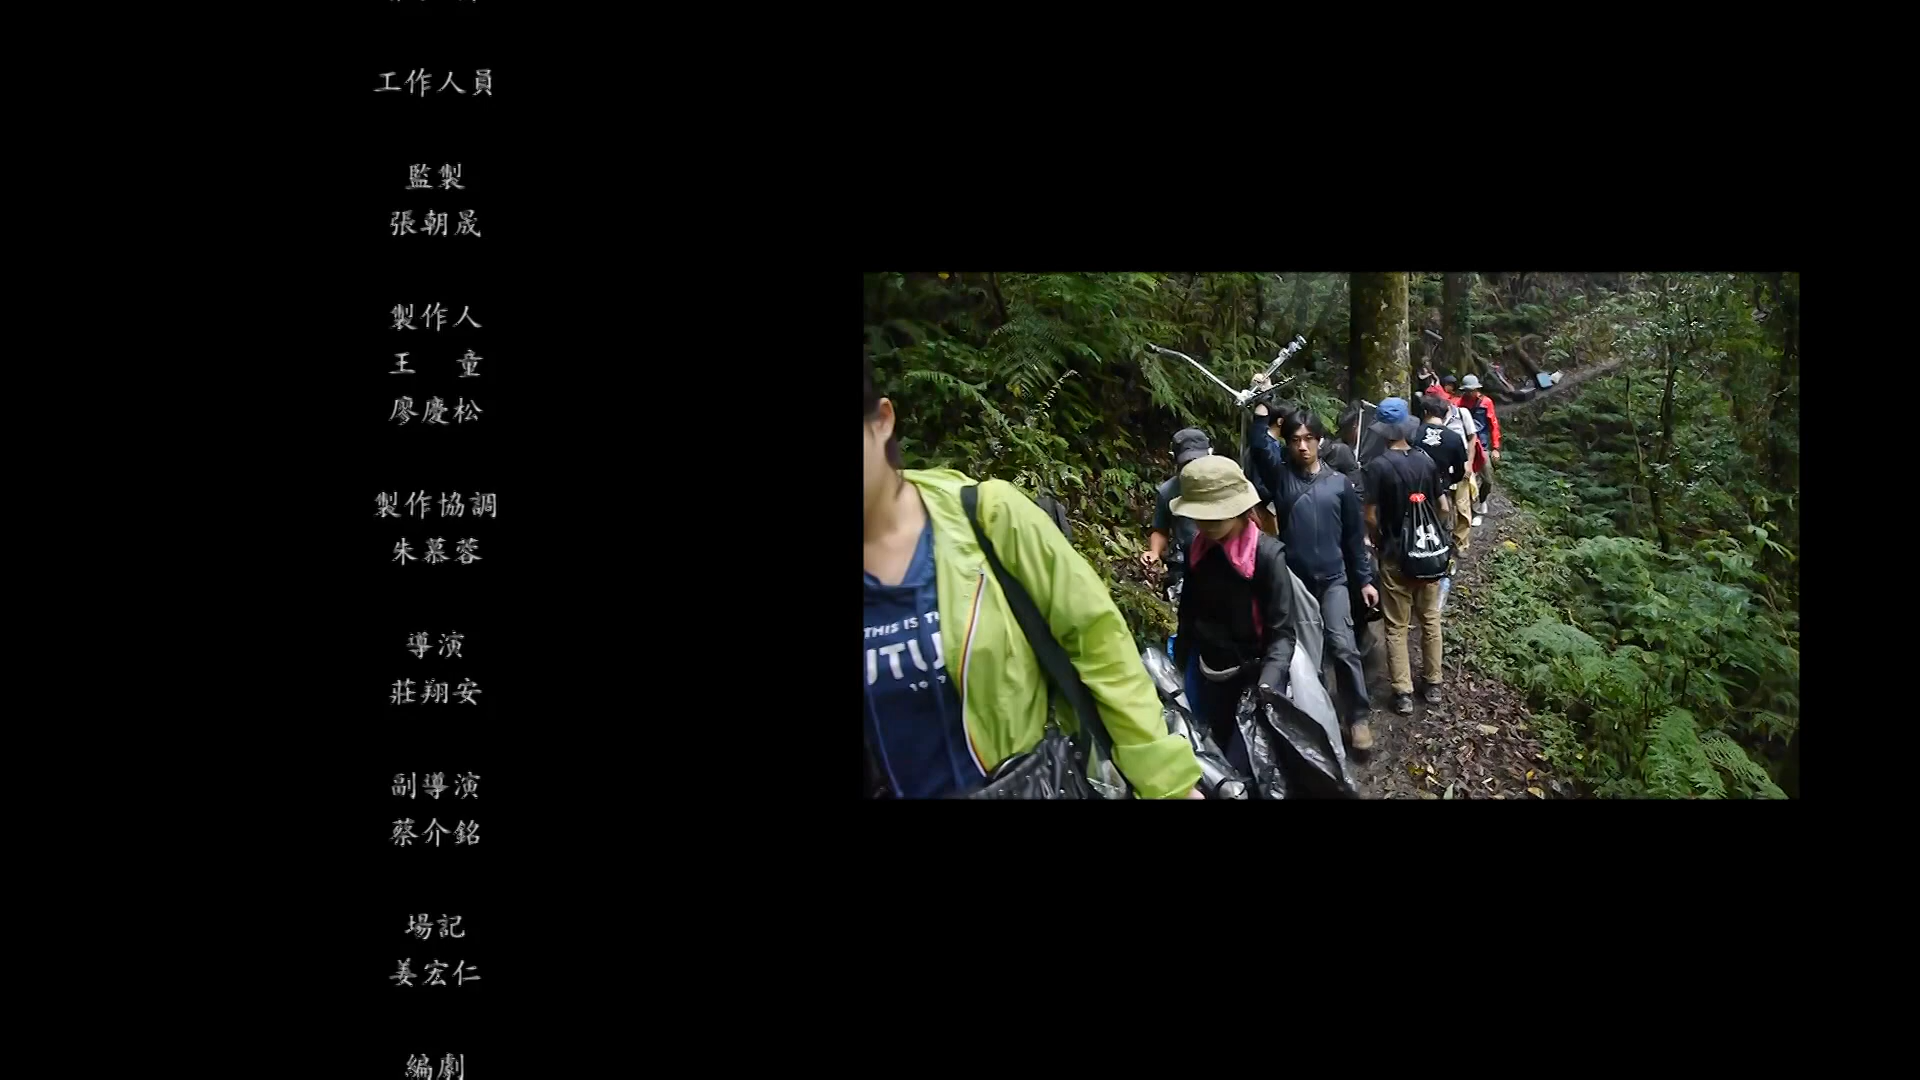 工作人員
監製
張朝晟
製作人
王 童
廖慶松
製作協調
朱慕蓉
導演
莊翔安
副導演
蔡介銘
場記
姜宏仁
編劇
THIS IS